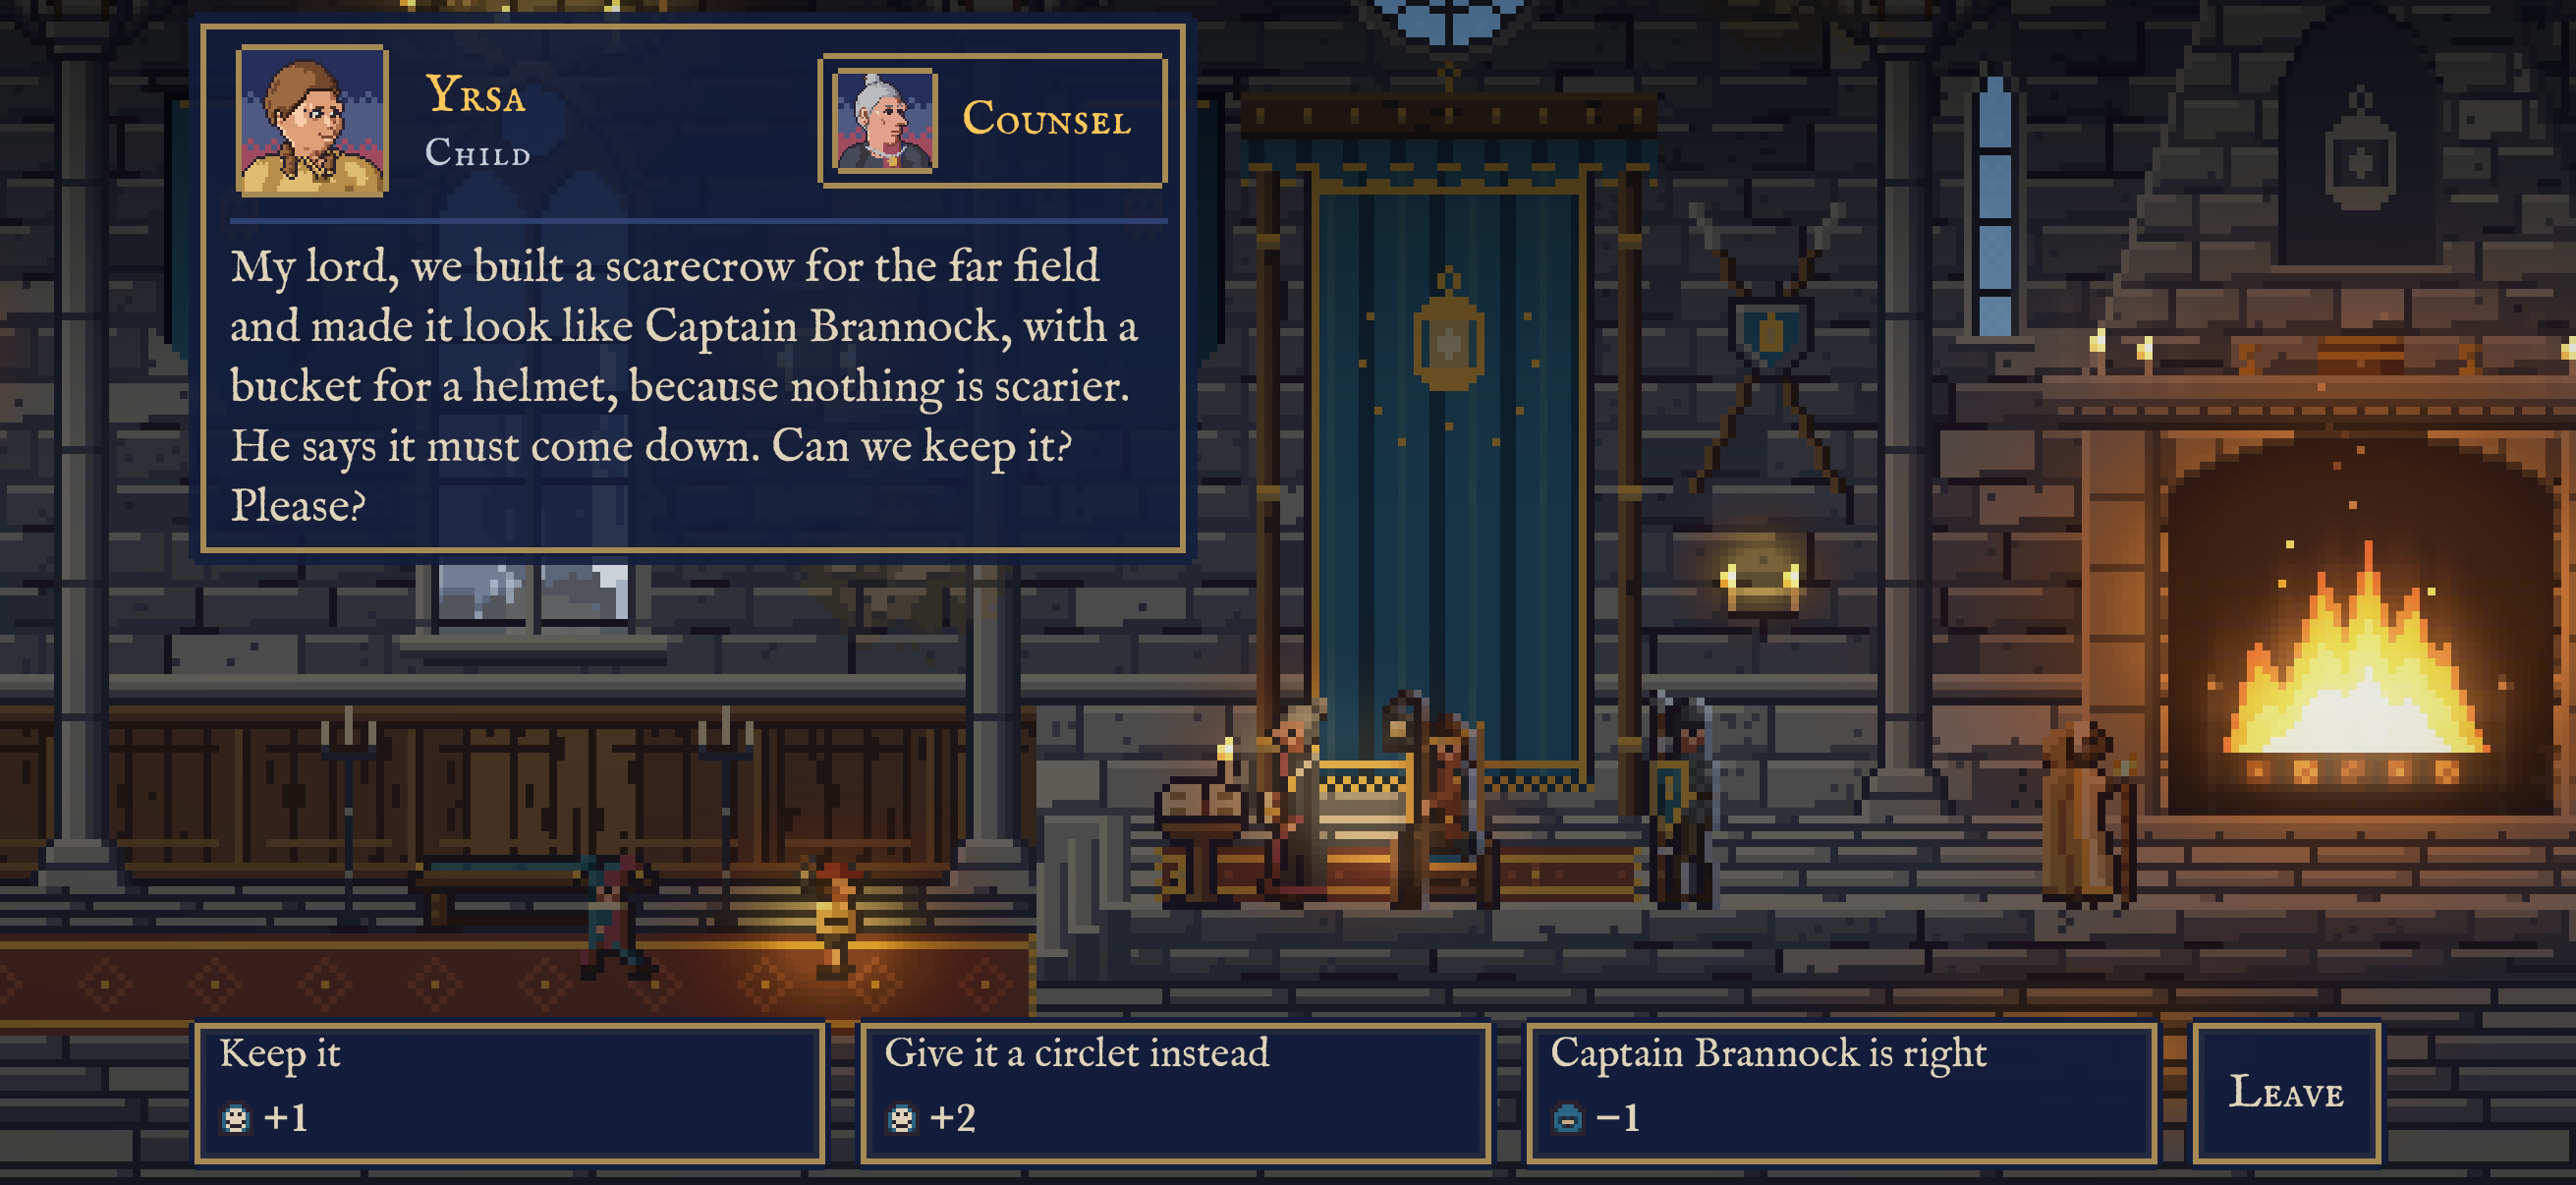 Yrsa
Child
Counsel
My lord, we built a scarecrow for the far field
and made it look like Captain Brannock, with a
bucket for a helmet, because nothing is scarier.
He says it must come down. Can we keep it?
Please?
Keep it
+1
Give it a circlet instead
+2
Captain Brannock is right
−1
Leave